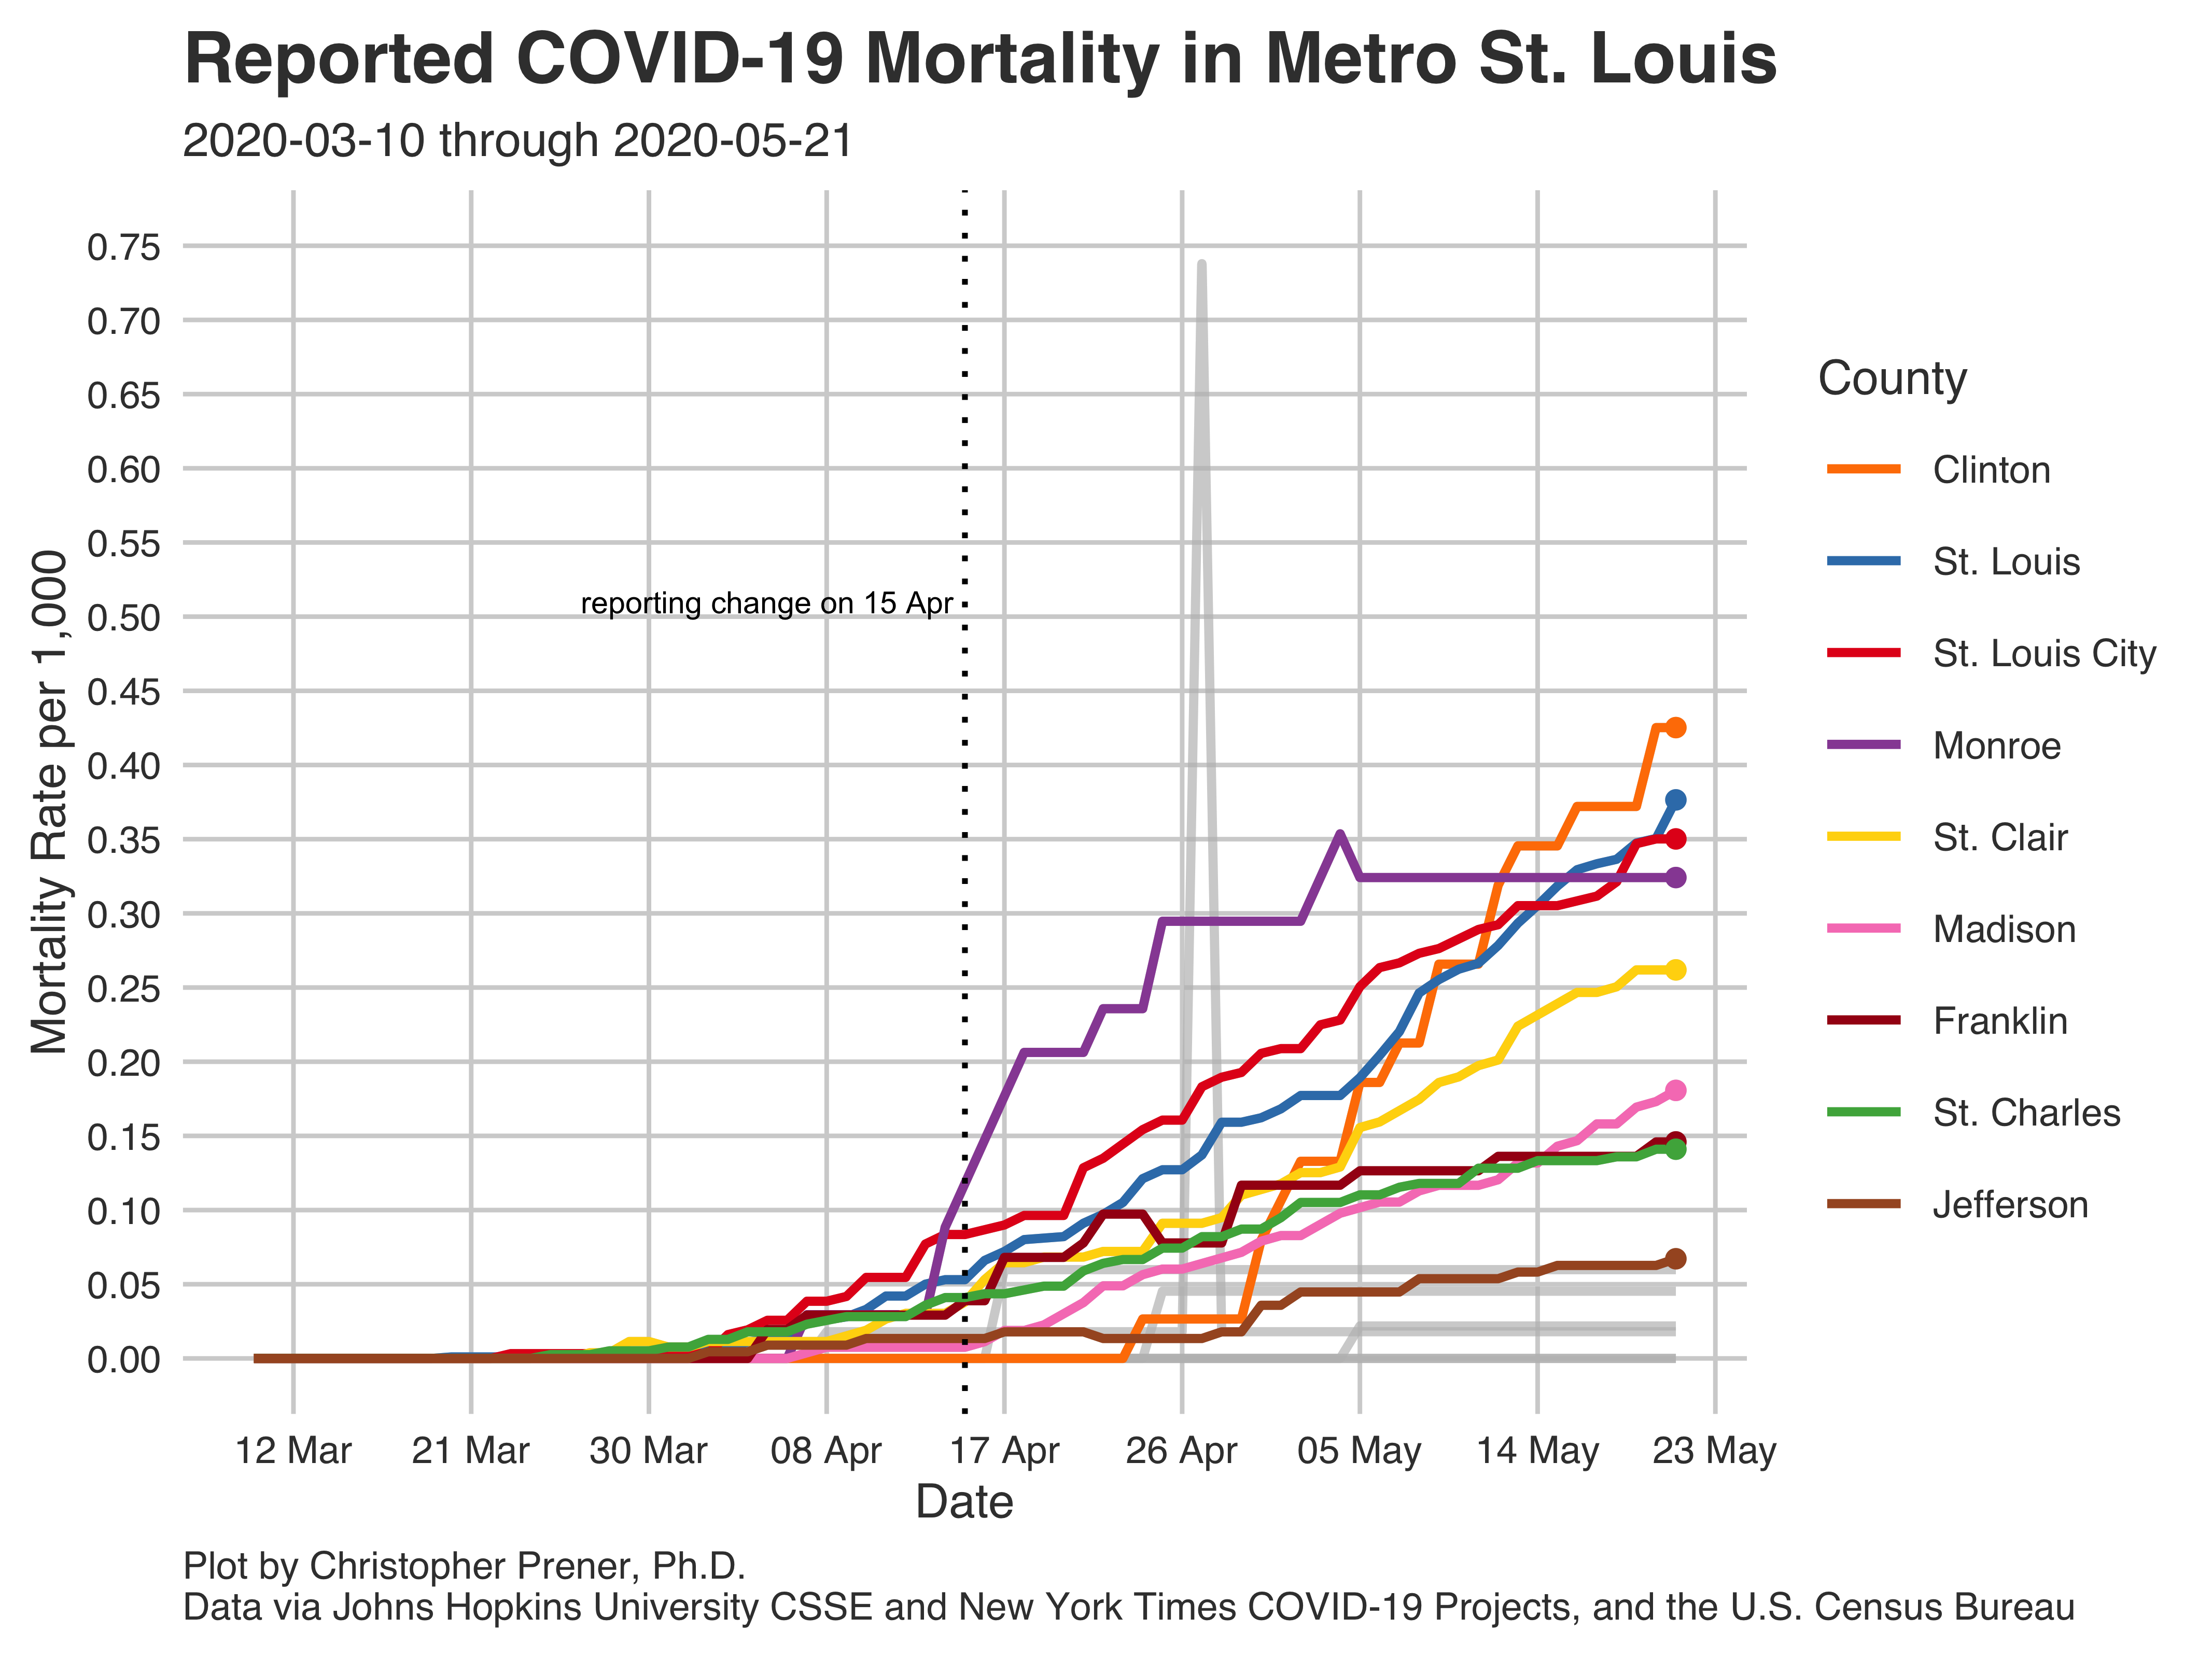 Reported COVID-19 Mortality in Metro St. Louis
2020-03-10 through 2020-05-21
Mortality Rate per 1,000
0.75
0.70
0.65
0.60
0.55
0.50
0.45
0.40
0.35
0.30
0.25
0.20
0.15
0.10
0.05
0.00
reporting change on 15 Apr
12 Mar
21 Mar
30 Mar
08 Apr
17 Apr
26 Apr
05 May
14 May
23 May
Date
County
Clinton
St. Louis
St. Louis City
Monroe
St. Clair
Madison
Franklin
St. Charles
Jefferson
Plot by Christopher Prener, Ph.D.
Data via Johns Hopkins University CSSE and New York Times COVID-19 Projects, and the U.S. Census Bureau